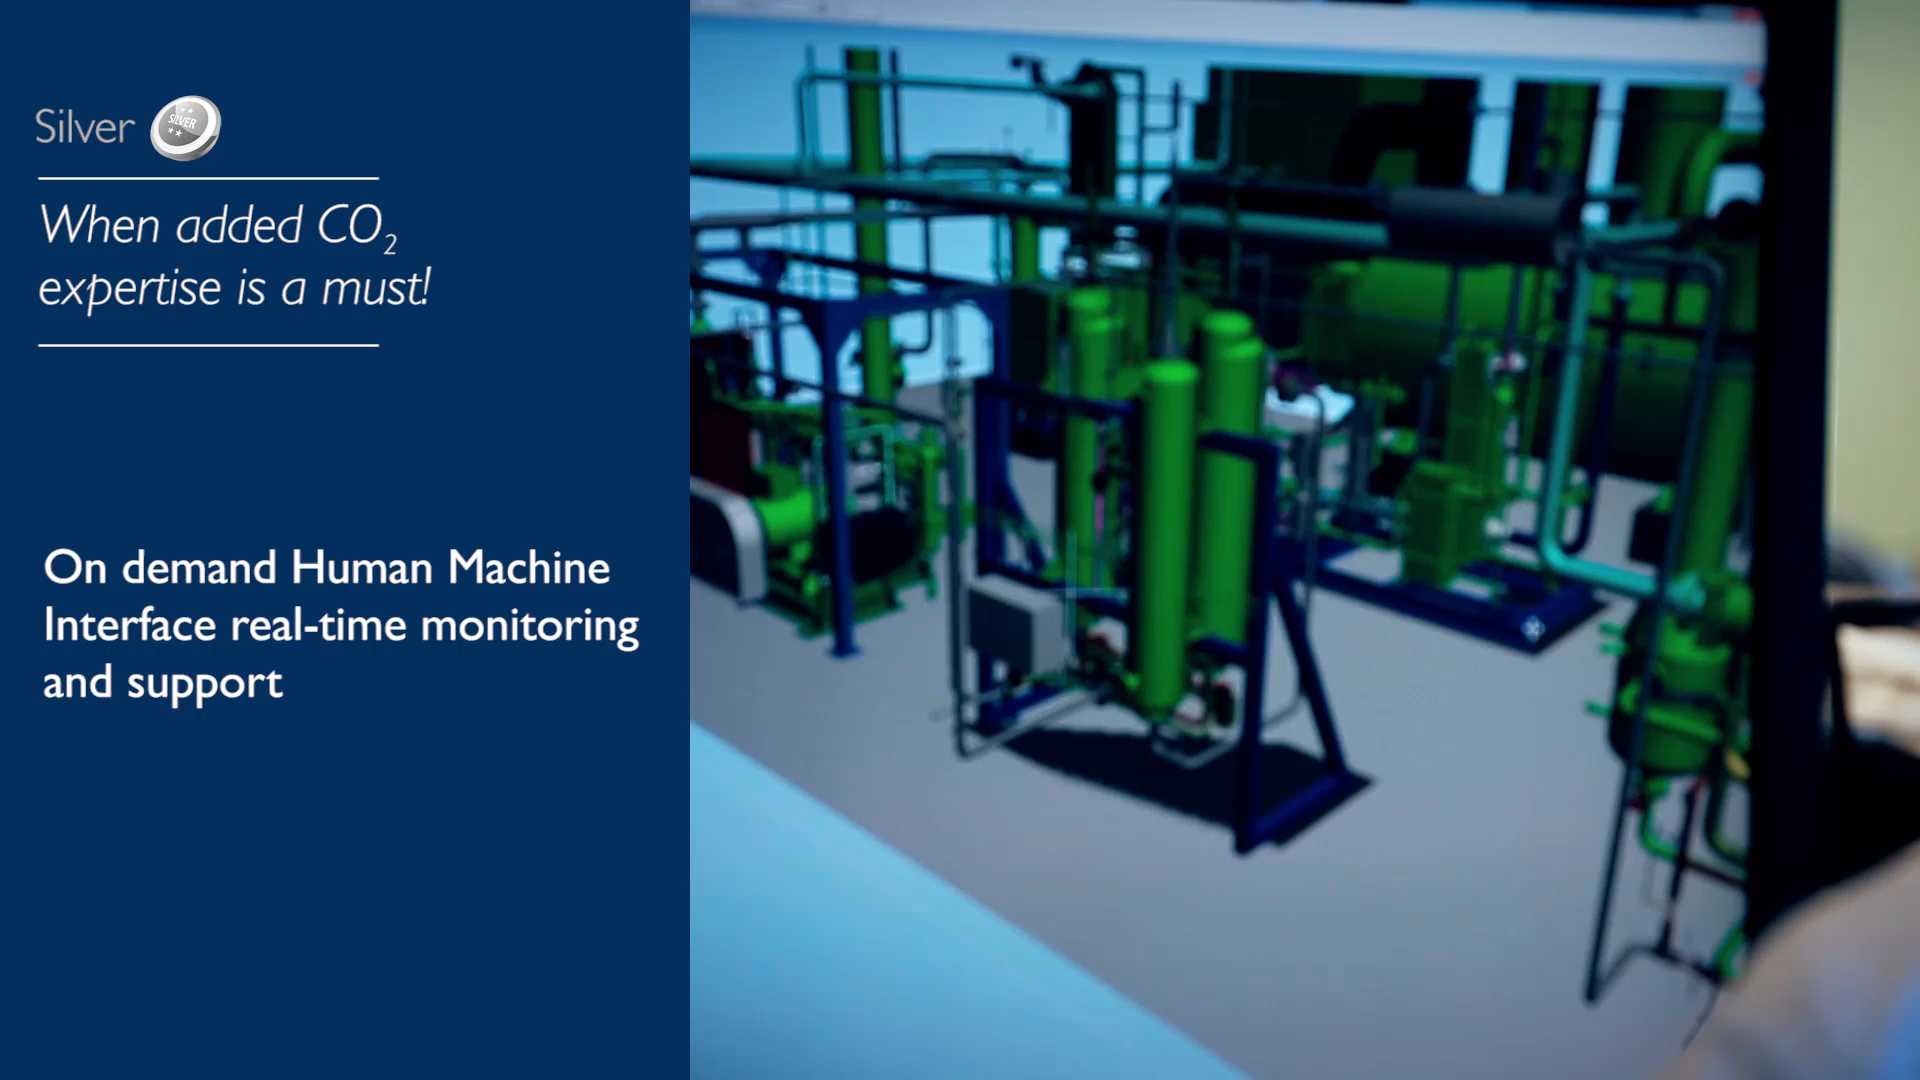 Silver
SILVER
When added CO₂
expertise is a must!
On demand Human Machine
Interface real-time monitoring
and support